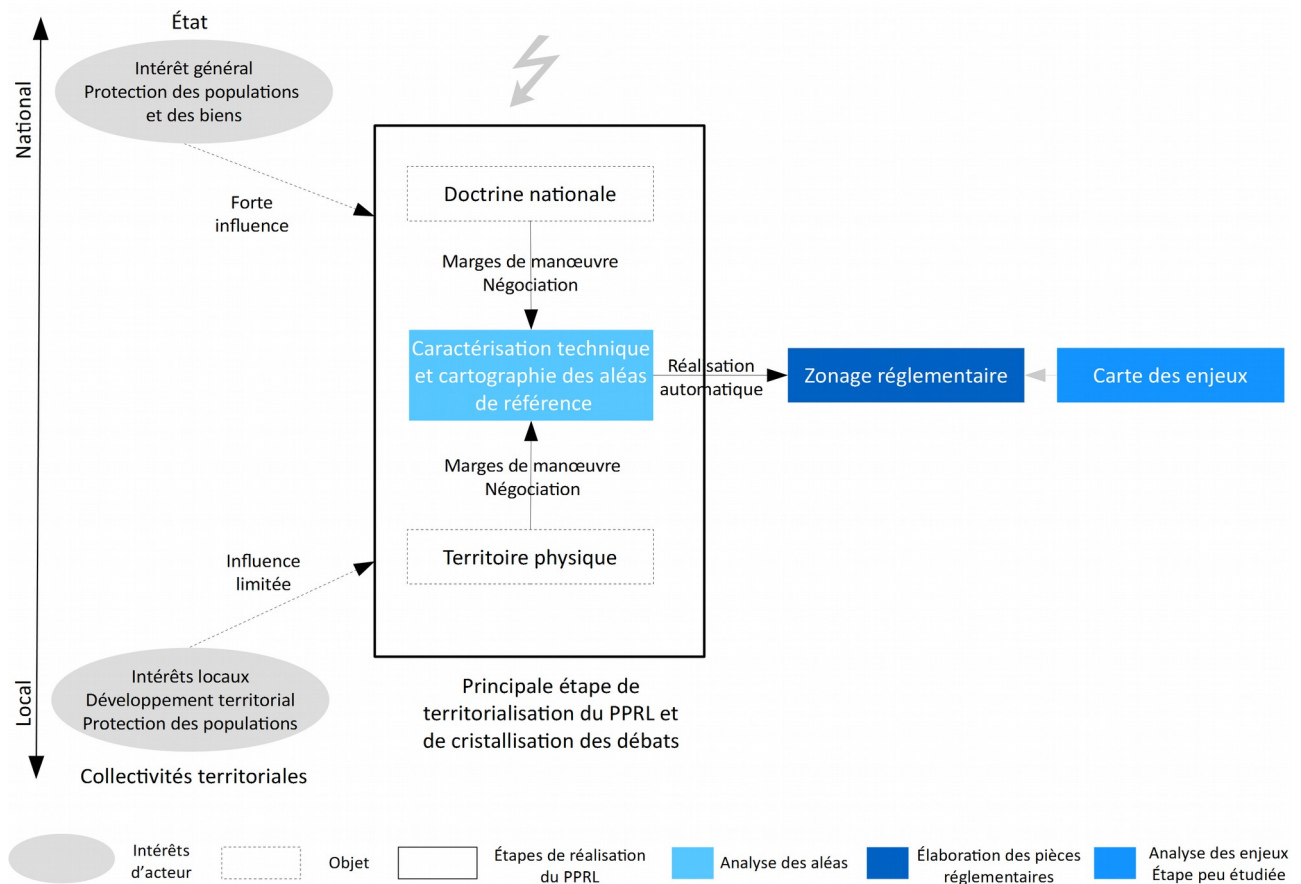 État
National
Intérêt général
Protection des populations
et des biens
Forte
influence
Doctrine nationale
Marges de manœuvre
Négociation
Caractérisation technique
et cartographie des aléas
de référence
Réalisation
automatique
Zonage réglementaire
Carte des enjeux
Marges de manœuvre
Négociation
Territoire physique
Influence
limitée
Local
Intérêts locaux
Développement territorial
Protection des populations
Collectivités territoriales
Principale étape de
territorialisation du PPRL et
de cristallisation des débats
Intérêts
d’acteur
Objet
Étapes de réalisation
du PPRL
Analyse des aléas
Élaboration des pièces
réglementaires
Analyse des enjeux
Étape peu étudiée